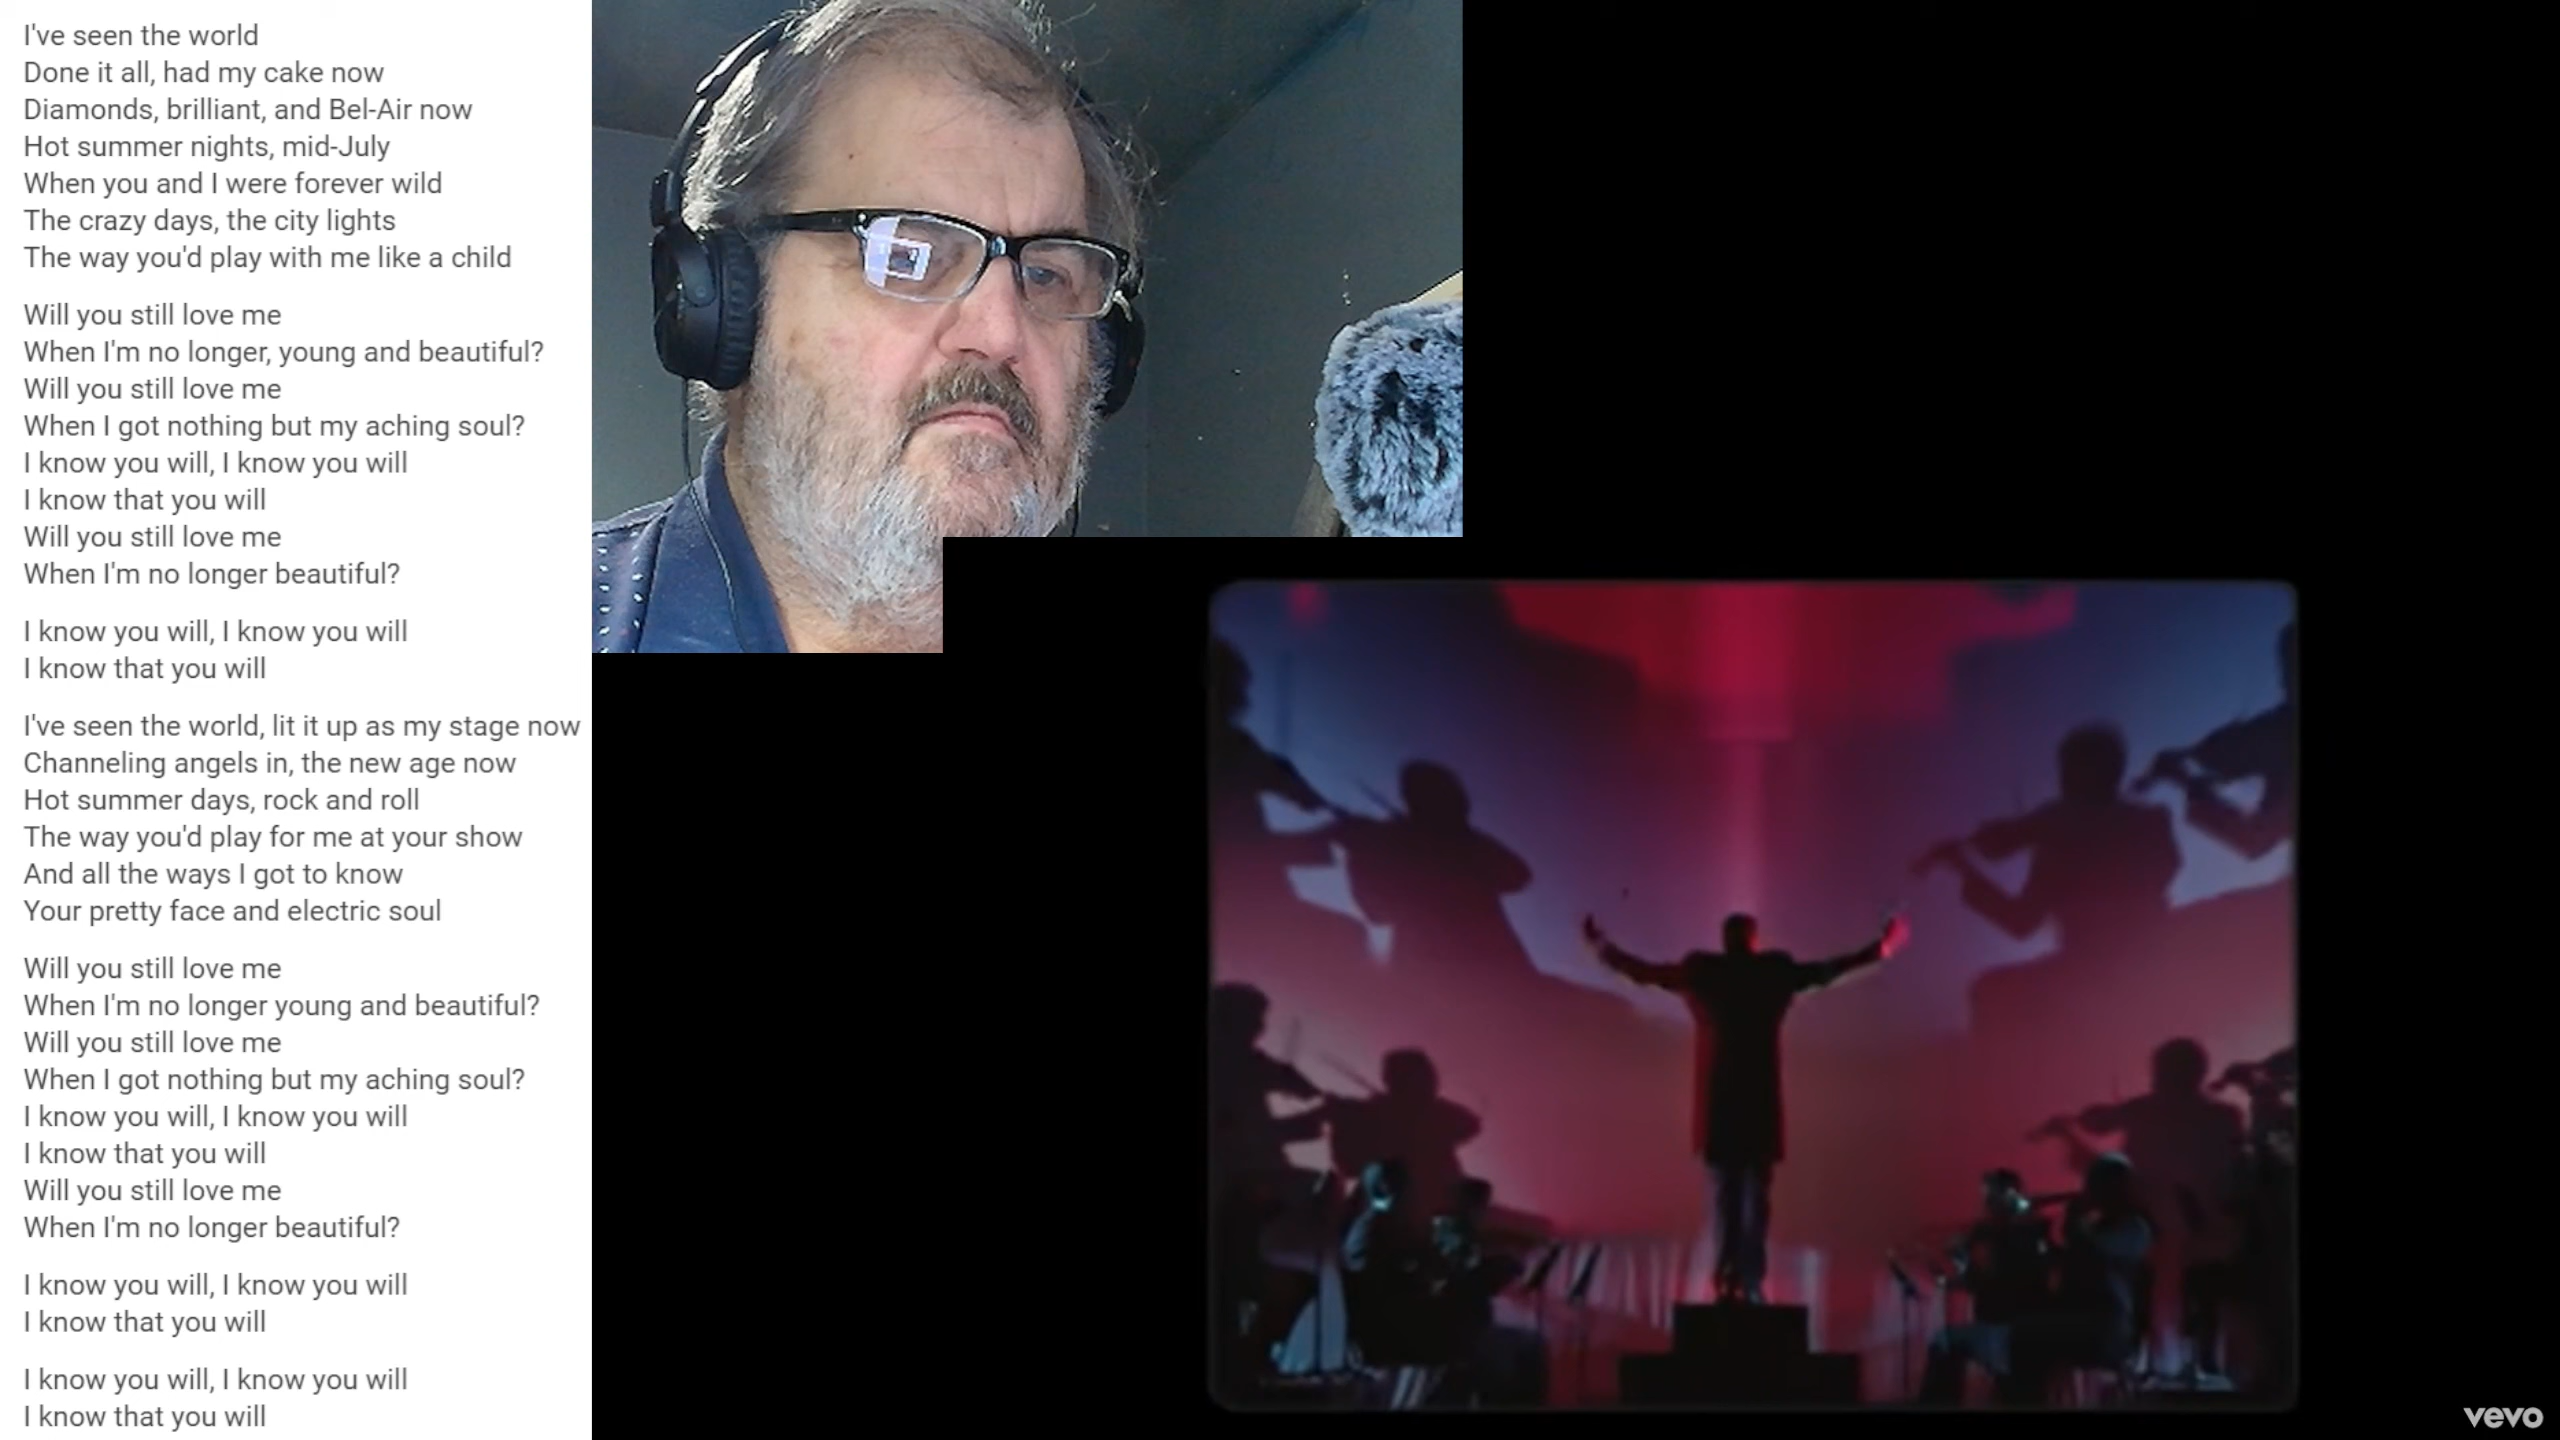 I've seen the world
Done it all, had my cake now
Diamonds, brilliant, and Bel-Air now
Hot summer nights, mid-July
When you and I were forever wild
The crazy days, the city lights
The way you'd play with me like a child
Will you still love me
When I'm no longer, young and beautiful?
Will you still love me
When I got nothing but my aching soul?
I know you will, I know you will
I know that you will
Will you still love me
When I'm no longer beautiful?
I know you will, I know you will
I know that you will
I've seen the world, lit it up as my stage now
Channeling angels in, the new age now
Hot summer days, rock and roll
The way you'd play for me at your show
And all the ways I got to know
Your pretty face and electric soul
Will you still love me
When I'm no longer young and beautiful?
Will you still love me
When I got nothing but my aching soul?
I know you will, I know you will
I know that you will
Will you still love me
When I'm no longer beautiful?
I know you will, I know you will
I know that you will
I know you will, I know you will
I know that you will
vevo